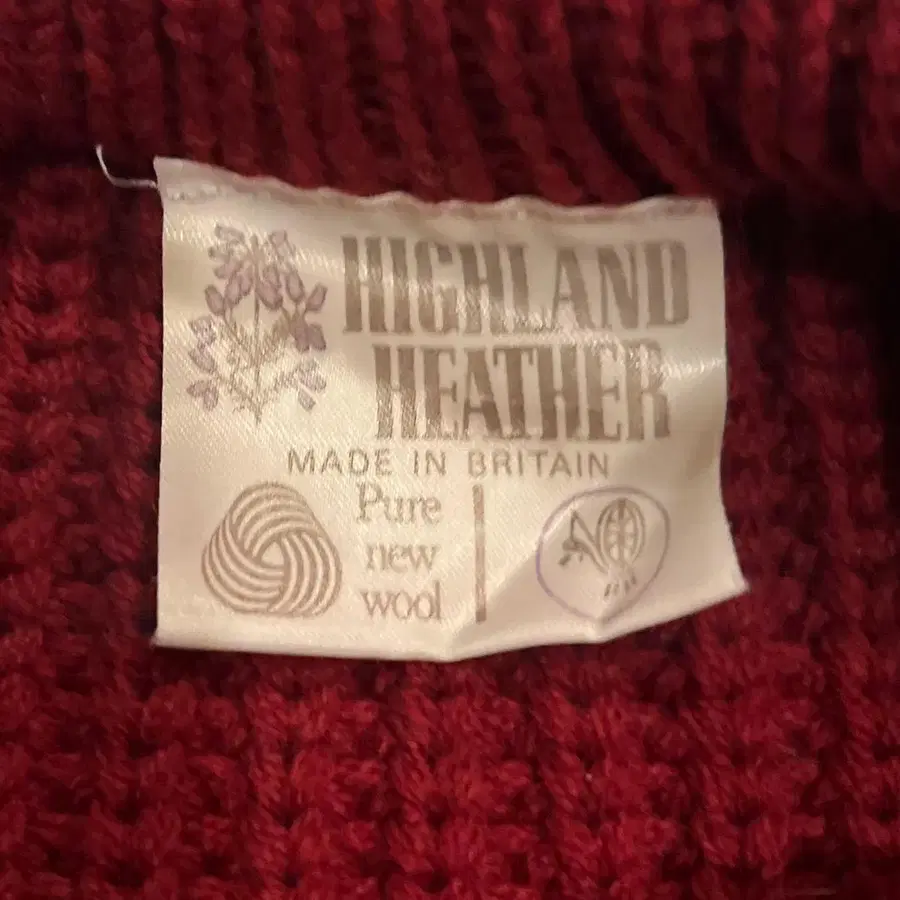 HIGHLAND
HEATHER
MADE IN BRITAIN
Pure
new
wool